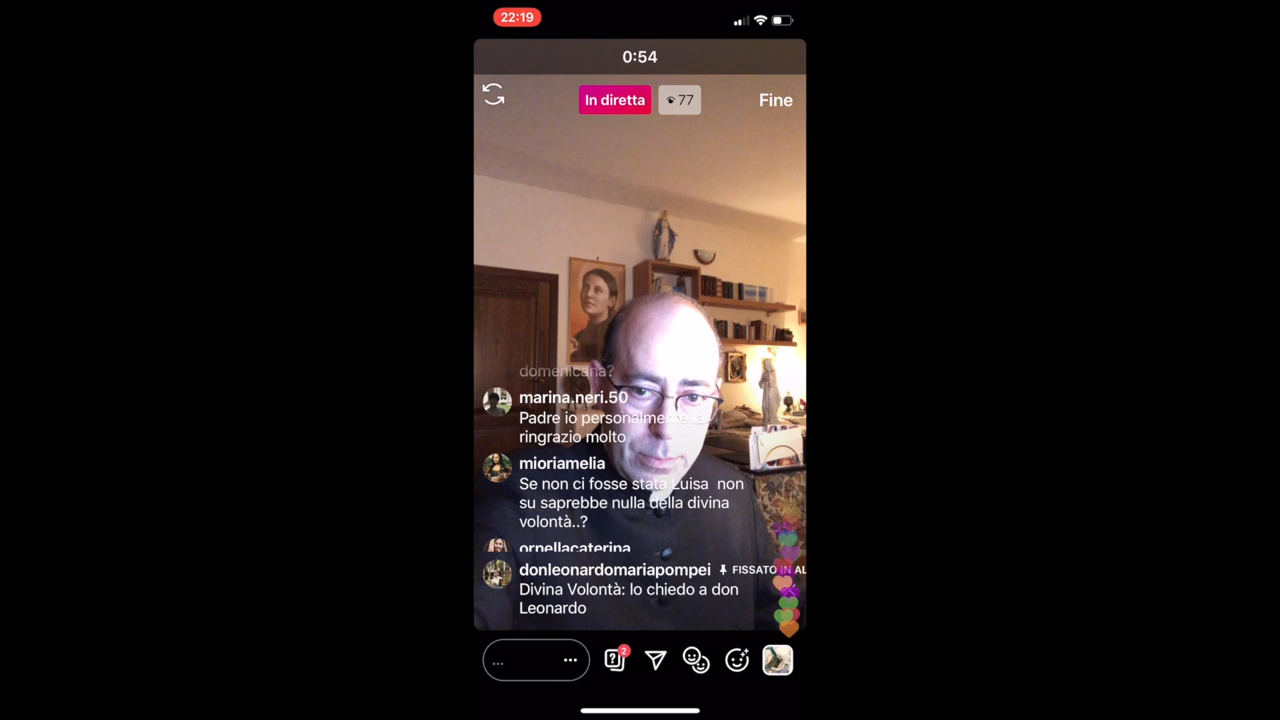 22:19
0:54
In diretta
77
Fine
domenicana?
marina.neri.50
Padre io personalmente la
ringrazio molto
mioriamelia
Se non ci fosse stata Luisa non
su saprebbe nulla della divina
volontà..?
ornellacaterina
donleonardomariapompei FISSATO IN AL
Divina Volontà: lo chiedo a don
Leonardo
...
2